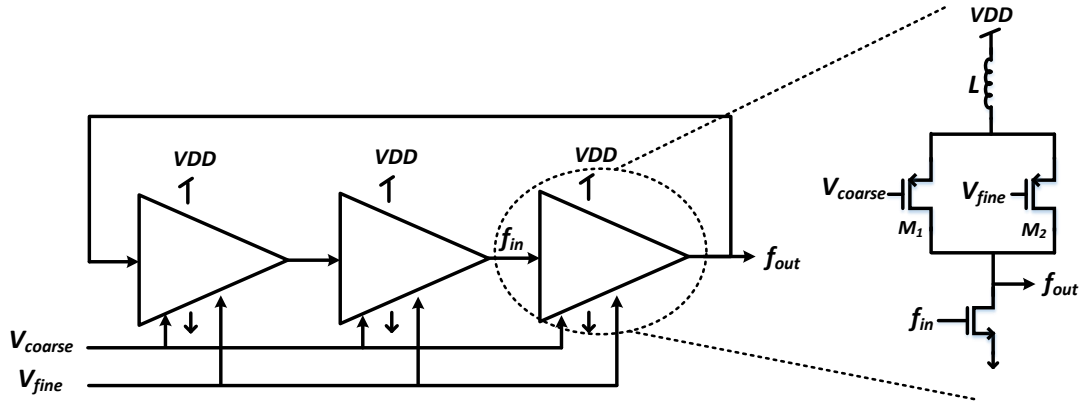 VDD
VDD
VDD
f_in
f_out
V_coarse
V_fine
VDD
L
V_coarse
M_1
V_fine
M_2
f_out
f_in